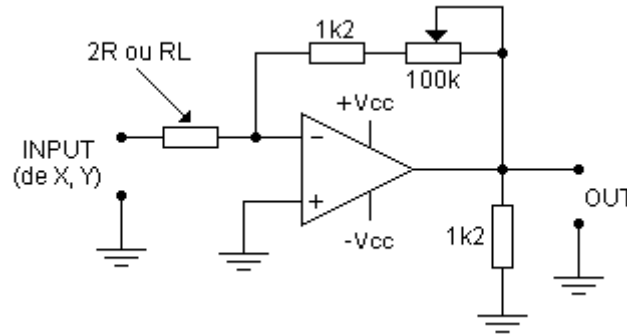 1k2
100k
2R ou RL
+Vcc
INPUT
(de X, Y)
−
+
OUT
-Vcc
1k2